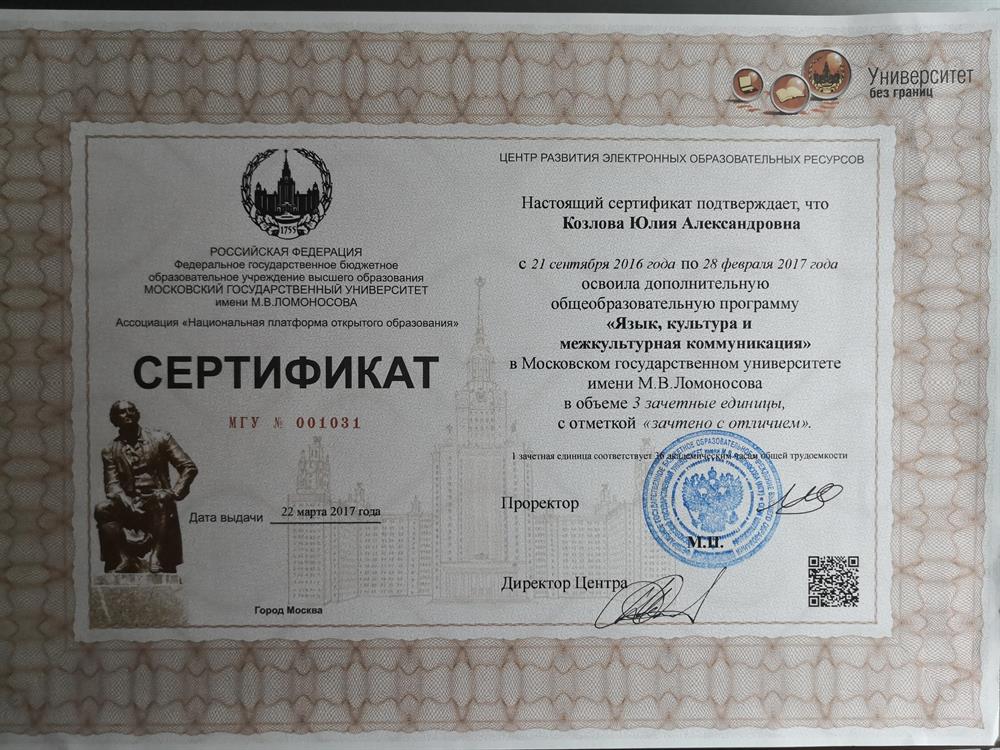 Университет
без границ
1755
РОССИЙСКАЯ ФЕДЕРАЦИЯ
Федеральное государственное бюджетное
образовательное учреждение высшего образования
МОСКОВСКИЙ ГОСУДАРСТВЕННЫЙ УНИВЕРСИТЕТ
имени М.В.ЛОМОНОСОВА
Ассоциация «Национальная платформа открытого образования»
СЕРТИФИКАТ
МГУ № 001031
Дата выдачи 22 марта 2017 года
Город Москва
ЦЕНТР РАЗВИТИЯ ЭЛЕКТРОННЫХ ОБРАЗОВАТЕЛЬНЫХ РЕСУРСОВ
Настоящий сертификат подтверждает, что
Козлова Юлия Александровна
с 21 сентября 2016 года по 28 февраля 2017 года
освоила дополнительную
общеобразовательную программу
«Язык, культура и
межкультурная коммуникация»
в Московском государственном университете
имени М.В.Ломоносова
в объеме 3 зачетные единицы,
с отметкой «зачтено с отличием».
1 зачетная единица соответствует 36 академическим часам общей трудоемкости
Проректор
М.П.
Директор Центра